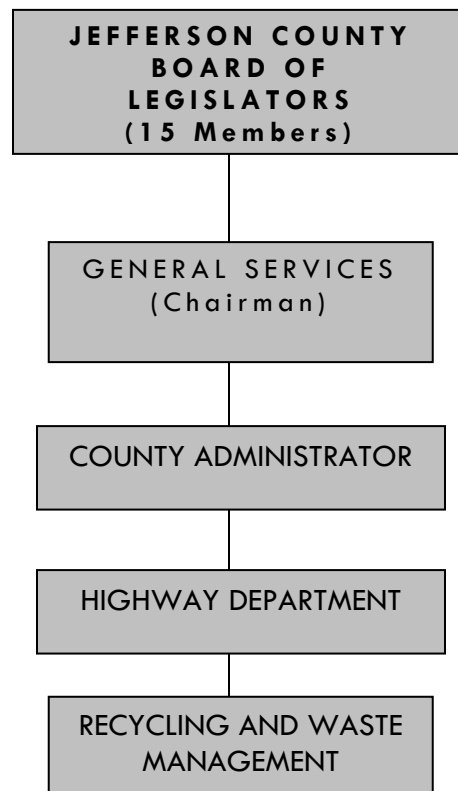 JEFFERSON COUNTY
BOARD OF
LEGISLATORS
(15 Members)
GENERAL SERVICES
(Chairman)
COUNTY ADMINISTRATOR
HIGHWAY DEPARTMENT
RECYCLING AND WASTE
MANAGEMENT